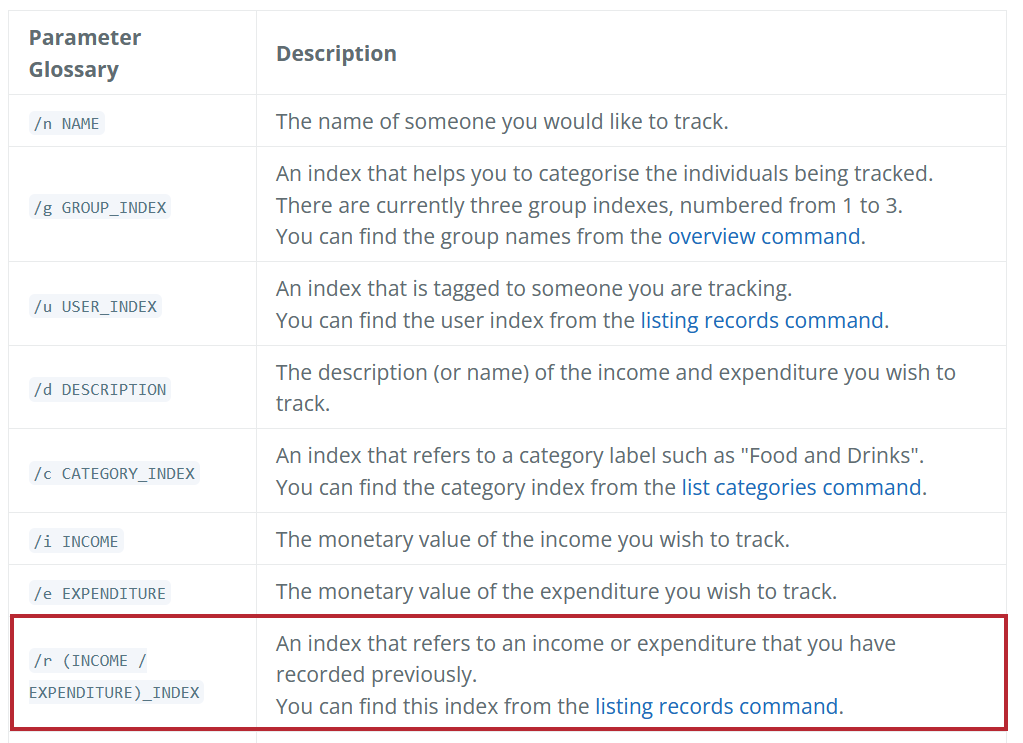 Parameter
Glossary
Description
/n NAME
The name of someone you would like to track.
/g GROUP_INDEX
An index that helps you to categorise the individuals being tracked.
There are currently three group indexes, numbered from 1 to 3.
You can find the group names from the overview command.
/u USER_INDEX
An index that is tagged to someone you are tracking.
You can find the user index from the listing records command.
/d DESCRIPTION
The description (or name) of the income and expenditure you wish to
track.
/c CATEGORY_INDEX
An index that refers to a category label such as "Food and Drinks".
You can find the category index from the list categories command.
/i INCOME
The monetary value of the income you wish to track.
/e EXPENDITURE
The monetary value of the expenditure you wish to track.
/r (INCOME /
EXPENDITURE)_INDEX
An index that refers to an income or expenditure that you have
recorded previously.
You can find this index from the listing records command.